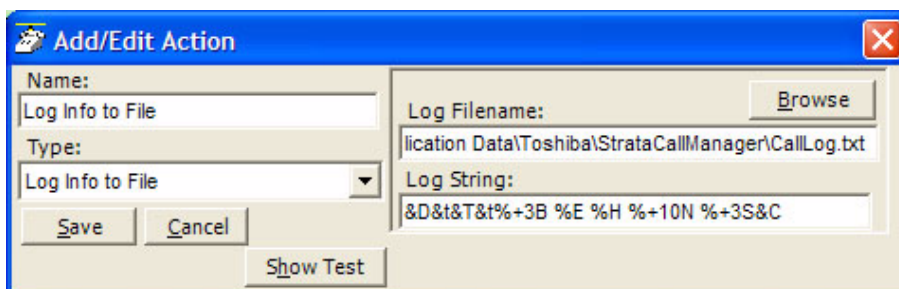 Add/Edit Action
Name:
Log Info to File
Type:
Log Info to File
Save Cancel
Show Test
Browse
Log Filename:
lication Data\Toshiba\StrataCallManager\CallLog.txt
Log String:
&D&t&T&t%+3B %E %H %+10N %+3S&C